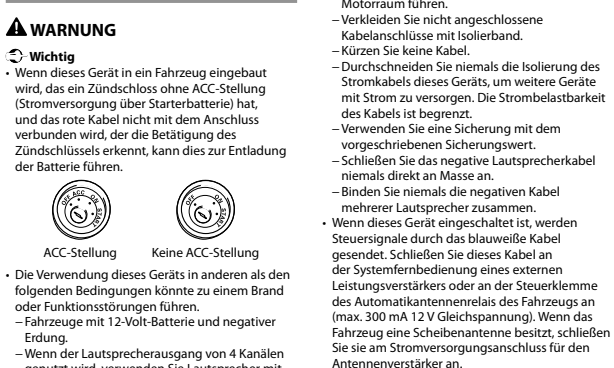 WARNUNG
Wichtig
• Wenn dieses Gerät in ein Fahrzeug eingebaut
wird, das ein Zündschloss ohne ACC-Stellung
(Stromversorgung über Starterbatterie) hat,
und das rote Kabel nicht mit dem Anschluss
verbunden wird, der die Betätigung des
Zündschlüssels erkennt, kann dies zur Entladung
der Batterie führen.
OFF ACC ON START
OFF ON START
ACC-Stellung Keine ACC-Stellung
• Die Verwendung dieses Geräts in anderen als den
folgenden Bedingungen könnte zu einem Brand
oder Funktionsstörungen führen.
– Fahrzeuge mit 12-Volt-Batterie und negativer
Erdung.
– Wenn der Lautsprecherausgang von 4 Kanälen
genutzt wird, verwenden Sie Lautsprecher mit
Motorraum führen.
– Verkleiden Sie nicht angeschlossene
Kabelanschlüsse mit Isolierband.
– Kürzen Sie keine Kabel.
– Durchschneiden Sie niemals die Isolierung des
Stromkabels dieses Geräts, um weitere Geräte
mit Strom zu versorgen. Die Strombelastbarkeit
des Kabels ist begrenzt.
– Verwenden Sie eine Sicherung mit dem
vorgeschriebenen Sicherungswert.
– Schließen Sie das negative Lautsprecherkabel
niemals direkt an Masse an.
– Binden Sie niemals die negativen Kabel
mehrerer Lautsprecher zusammen.
• Wenn dieses Gerät eingeschaltet ist, werden
Steuersignale durch das blauweiße Kabel
gesendet. Schließen Sie dieses Kabel an
der Systemfernbedienung eines externen
Leistungsverstärkers oder an der Steuerklemme
des Automatikantennenrelais des Fahrzeugs an
(max. 300 mA 12 V Gleichspannung). Wenn das
Fahrzeug eine Scheibenantenne besitzt, schließen
Sie sie am Stromversorgungsanschluss für den
Antennenverstärker an.